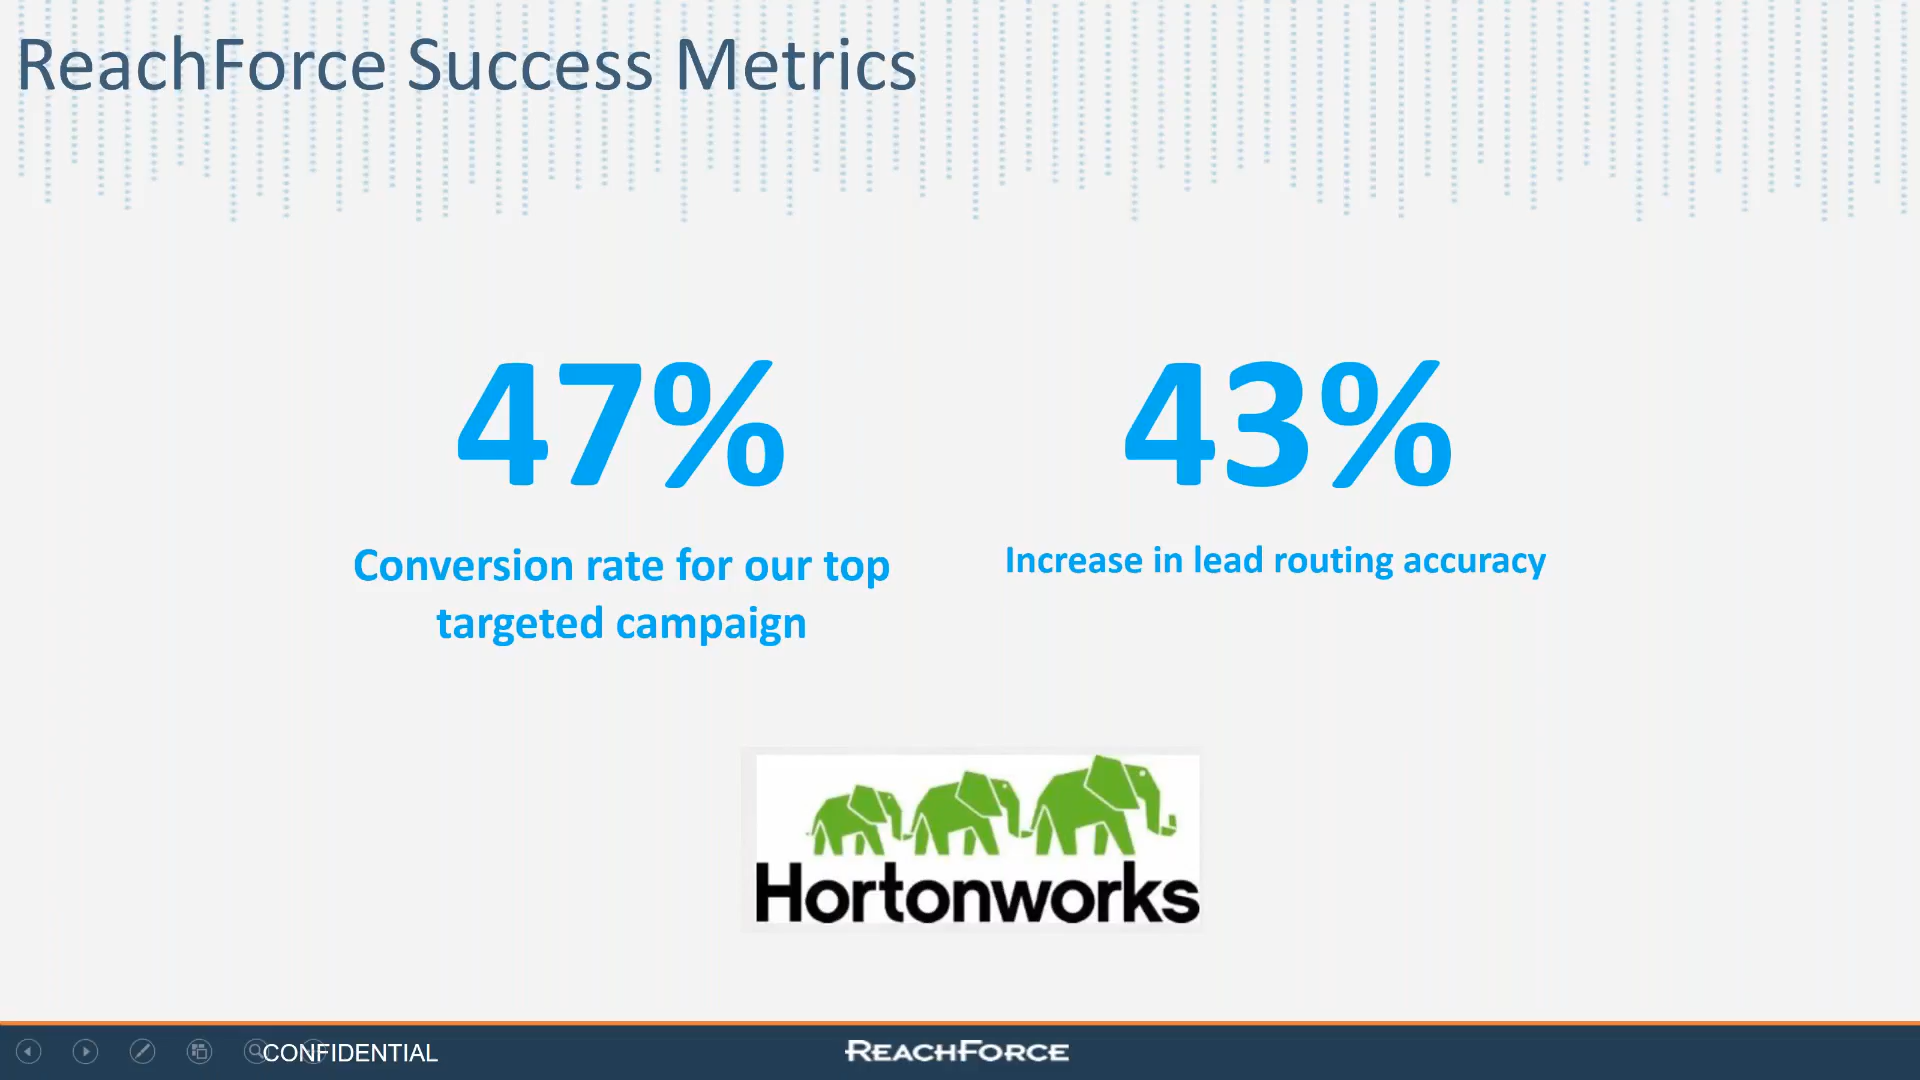 ReachForce Success Metrics
47%
Conversion rate for our top
targeted campaign
43%
Increase in lead routing accuracy
Hortonworks
CONFIDENTIAL
REACHFORCE